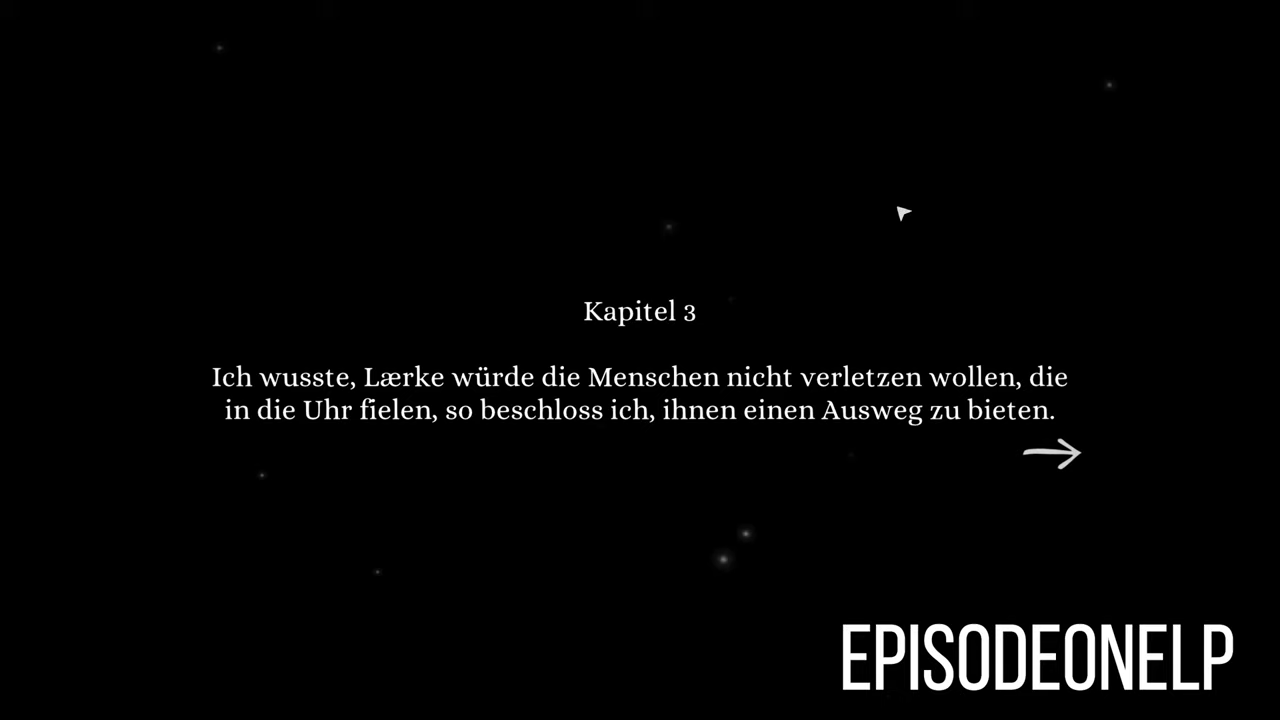 Kapitel 3
Ich wusste, Lærke würde die Menschen nicht verletzen wollen, die
in die Uhr fielen, so beschloss ich, ihnen einen Ausweg zu bieten.
EPISODEONELP